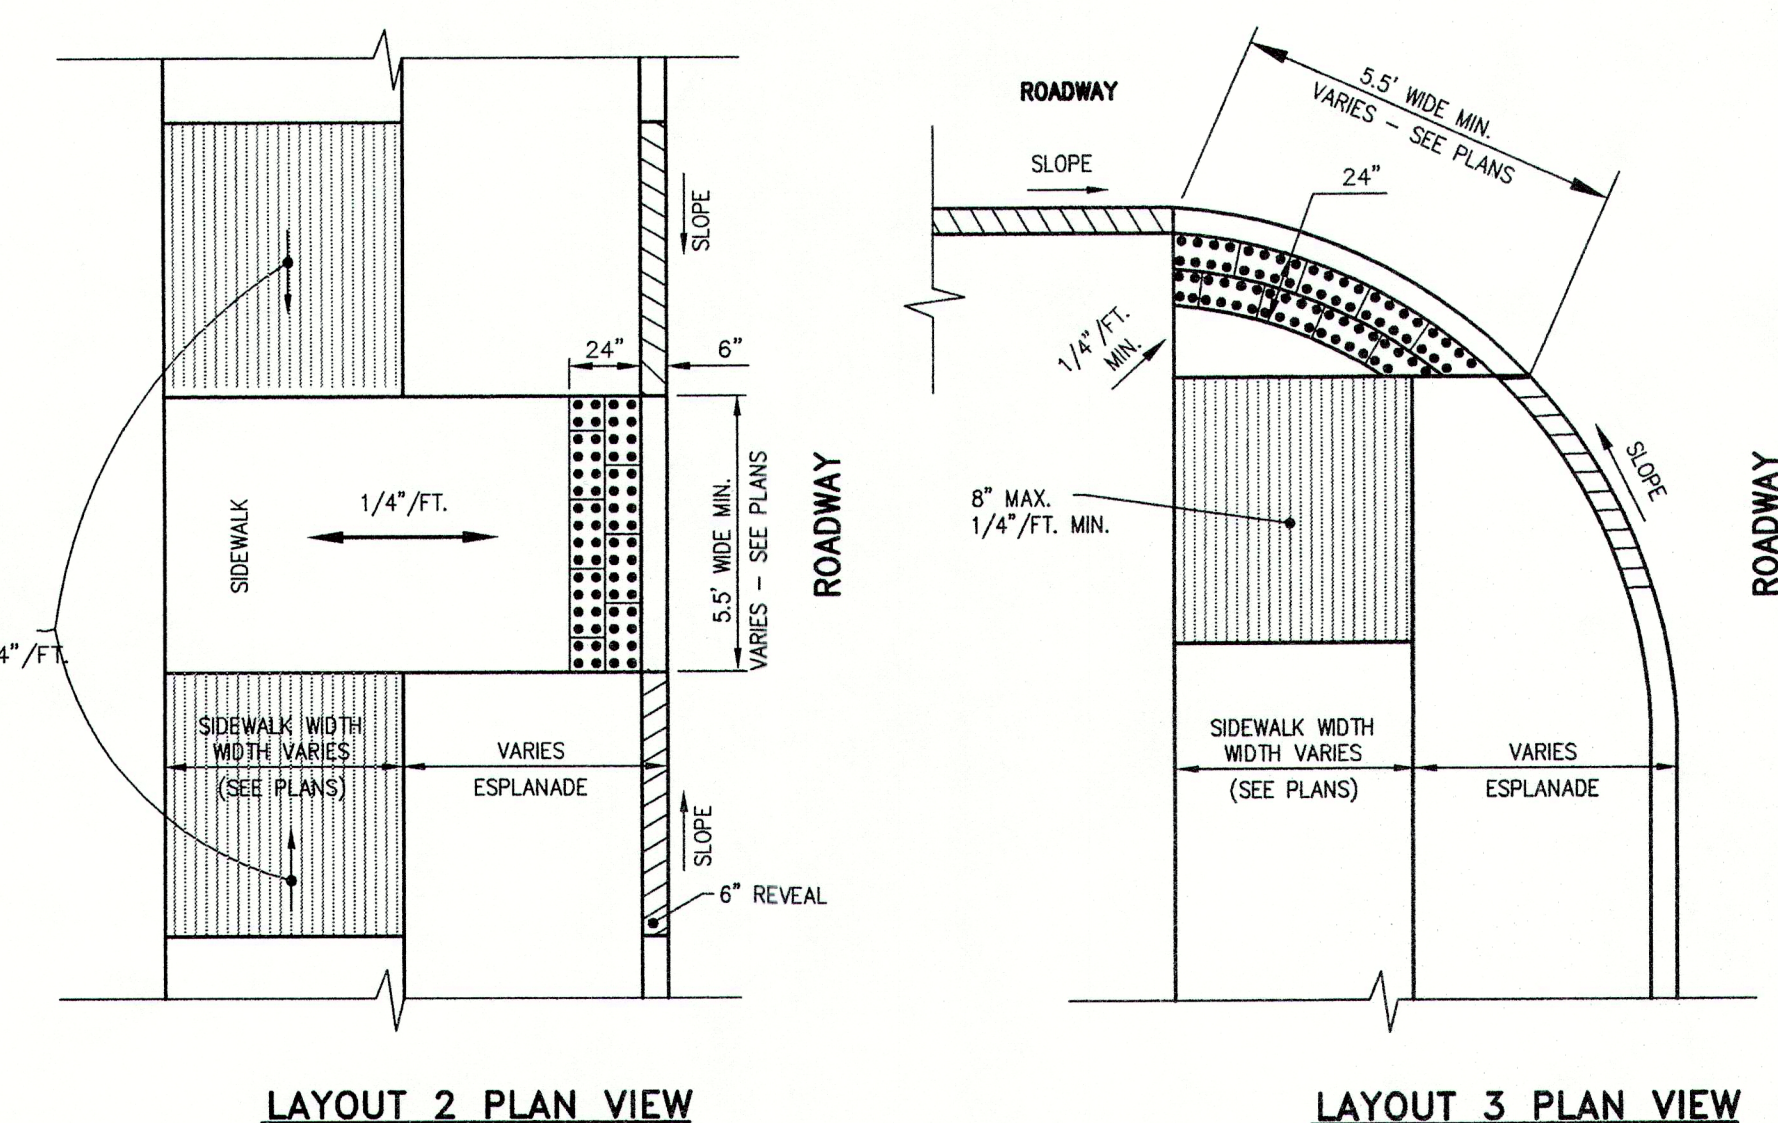 SLOPE
24"
6"
1/4"/FT.
SIDEWALK
5.5' WIDE MIN.
VARIES - SEE PLANS
ROADWAY
4"/FT.
SIDEWALK WIDTH
WIDTH VARIES
(SEE PLANS)
VARIES
ESPLANADE
SLOPE
6" REVEAL
LAYOUT 2 PLAN VIEW
ROADWAY
SLOPE
5.5' WIDE MIN.
VARIES - SEE PLANS
24"
1/4"/FT.
MIN.
SLOPE
ROADWAY
8" MAX.
1/4"/FT. MIN.
SIDEWALK WIDTH
WIDTH VARIES
(SEE PLANS)
VARIES
ESPLANADE
LAYOUT 3 PLAN VIEW